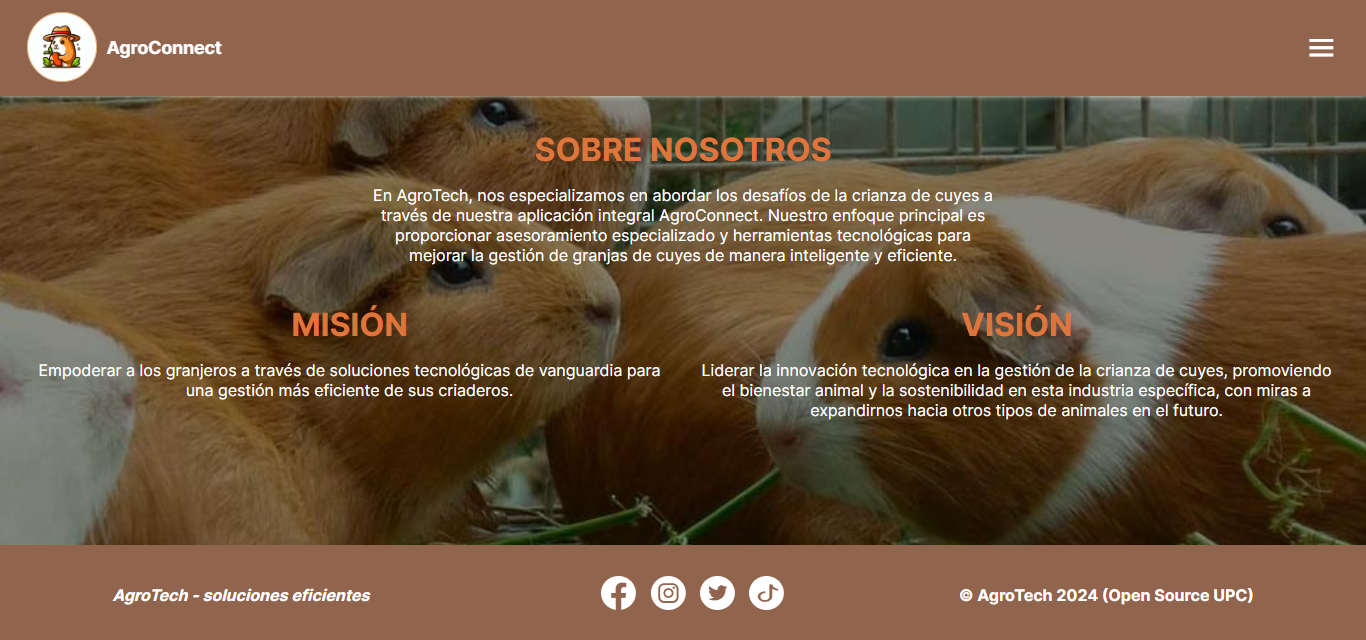 AgroConnect
SOBRE NOSOTROS
En AgroTech, nos especializamos en abordar los desafíos de la crianza de cuyes a
través de nuestra aplicación integral AgroConnect. Nuestro enfoque principal es
proporcionar asesoramiento especializado y herramientas tecnológicas para
mejorar la gestión de granjas de cuyes de manera inteligente y eficiente.
MISIÓN
Empoderar a los granjeros a través de soluciones tecnológicas de vanguardia para
una gestión más eficiente de sus criaderos.
VISIÓN
Liderar la innovación tecnológica en la gestión de la crianza de cuyes, promoviendo
el bienestar animal y la sostenibilidad en esta industria específica, con miras a
expandirnos hacia otros tipos de animales en el futuro.
AgroTech - soluciones eficientes
© AgroTech 2024 (Open Source UPC)